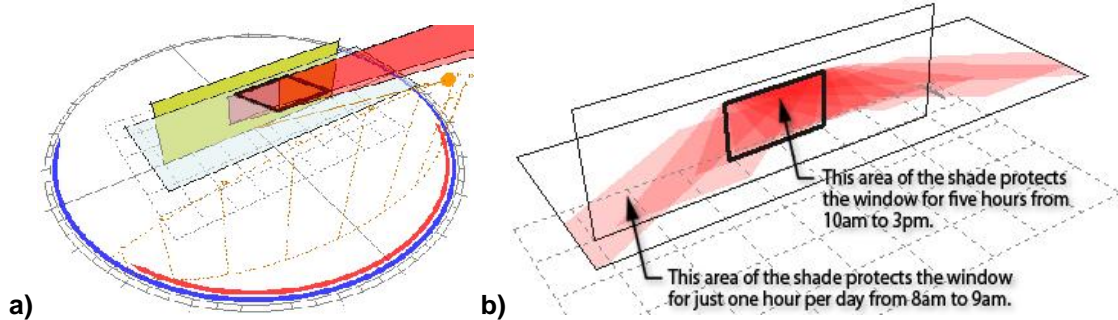 a)
b)
This area of the shade protects
the window for five hours from
10am to 3pm.
This area of the shade protects the window
for just one hour per day from 8am to 9am.